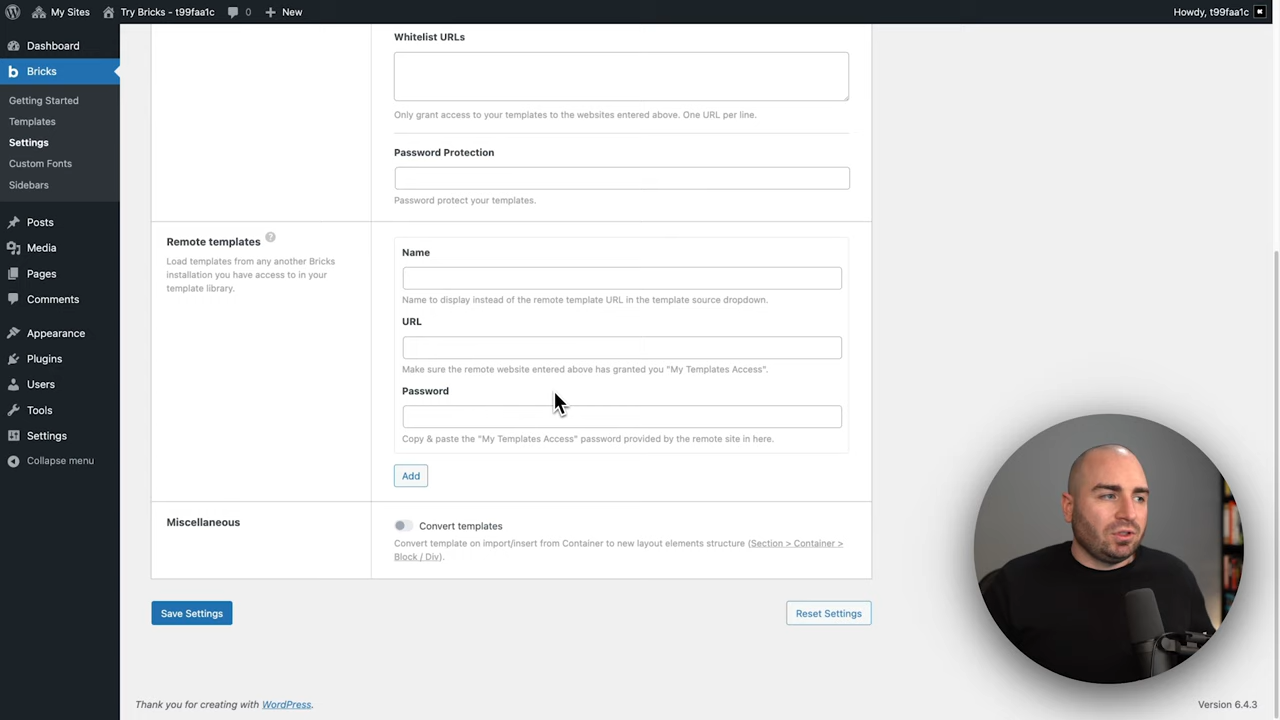 My Sites
Try Bricks - t99faa1c
0
New
Howdy, t99faa1c
Dashboard
Bricks
Getting Started
Templates
Settings
Custom Fonts
Sidebars
Posts
Media
Pages
Comments
Appearance
Plugins
Users
Tools
Settings
Collapse menu
Whitelist URLs
Only grant access to your templates to the websites entered above. One URL per line.
Password Protection
Password protect your templates.
Remote templates ?
Load templates from any another Bricks
installation you have access to in your
template library.
Name
Name to display instead of the remote template URL in the template source dropdown.
URL
Make sure the remote website entered above has granted you "My Templates Access".
Password
Copy & paste the "My Templates Access" password provided by the remote site in here.
Add
Miscellaneous
Convert templates
Convert template on import/insert from Container to new layout elements structure (Section > Container >
Block / Div).
Save Settings
Reset Settings
Thank you for creating with WordPress.
Version 6.4.3